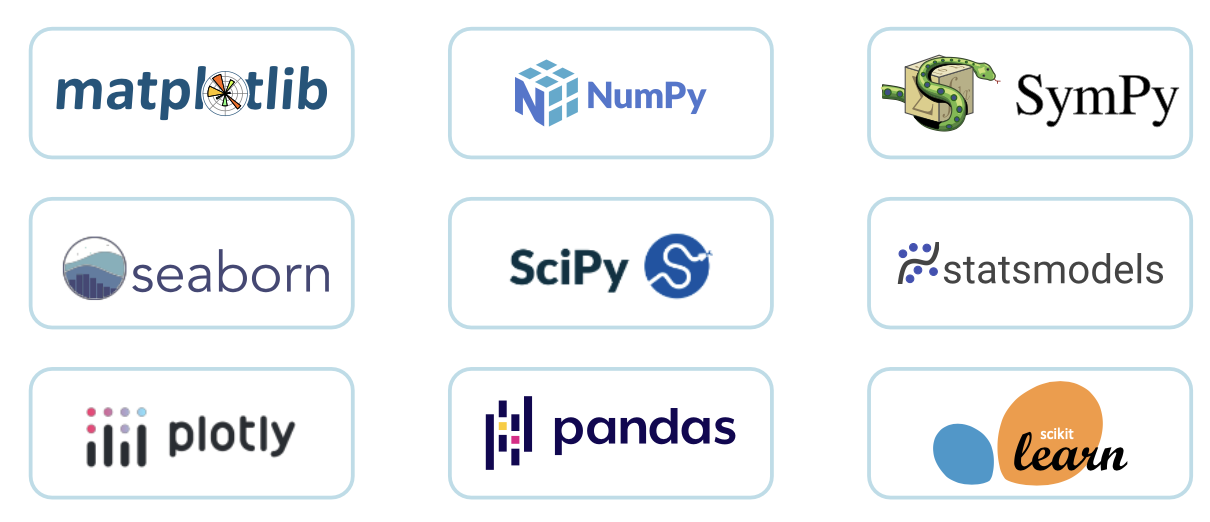 matplotlib
NumPy
SymPy
seaborn
SciPy
statsmodels
plotly
pandas
scikit
learn